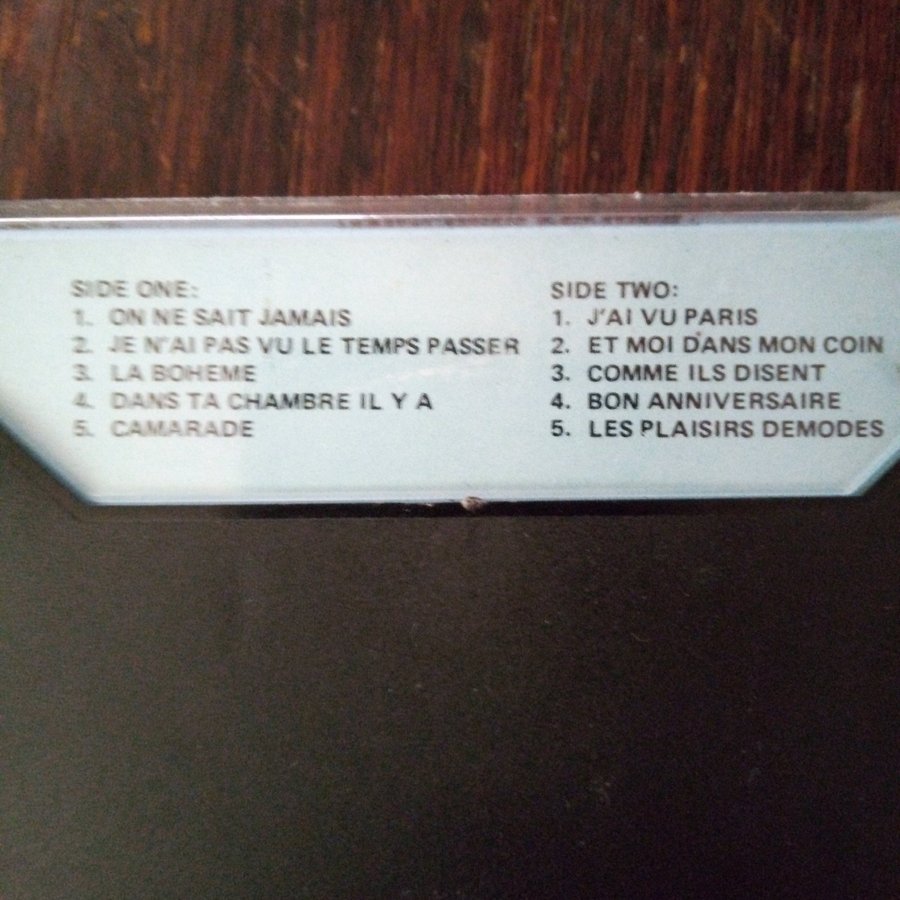 SIDE ONE:
1. ON NE SAIT JAMAIS
2. JE N'AI PAS VU LE TEMPS PASSER
3. LA BOHEME
4. DANS TA CHAMBRE IL Y A
5. CAMARADE
SIDE TWO:
1. J'AI VU PARIS
2. ET MOI DANS MON COIN
3. COMME ILS DISENT
4. BON ANNIVERSAIRE
5. LES PLAISIRS DEMODES